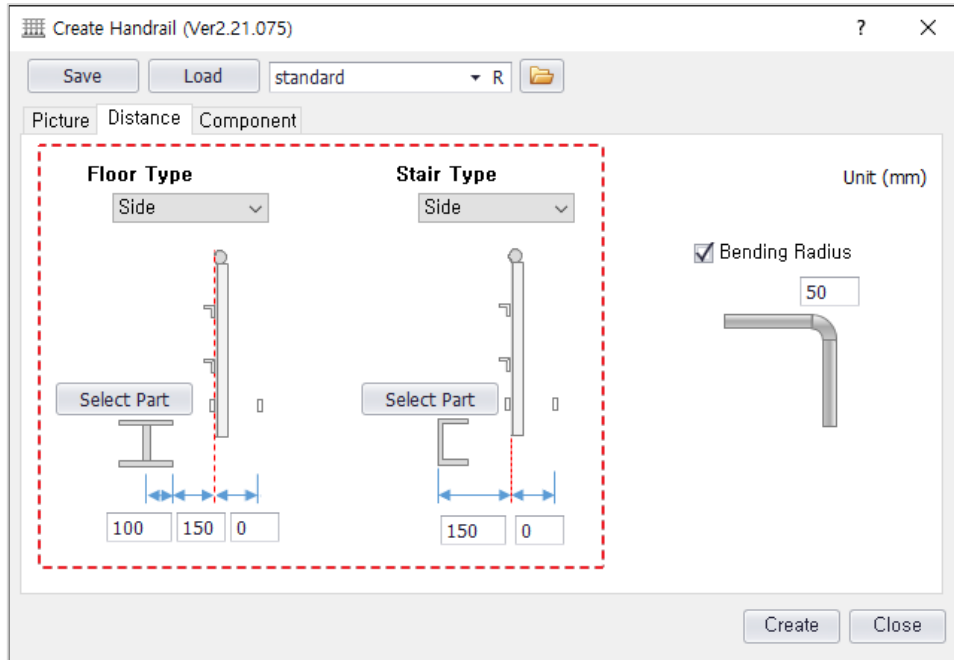 Create Handrail (Ver2.21.075)
?
Save Load standard R
Picture Distance Component
Floor Type Stair Type Unit (mm)
Side Side
Bending Radius
50
Select Part Select Part
100 150 0 150 0
Create Close